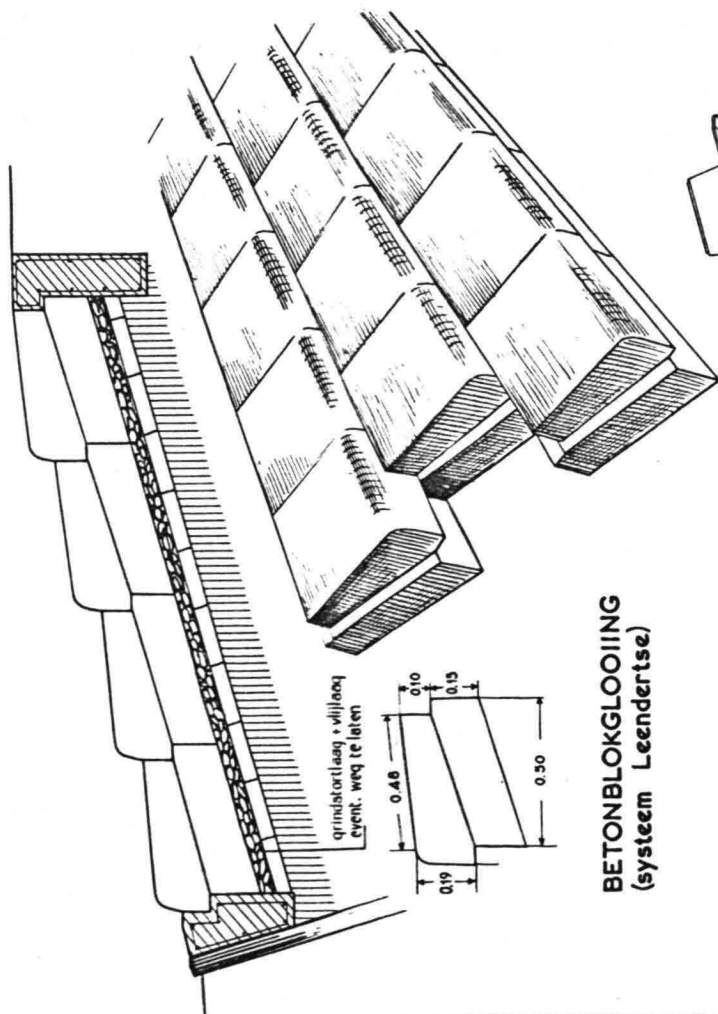 grindstortlaag + vlijlaag
event. weg te laten
0.48
0.10
0.15
0.19
0.50
BETONBLOKGLOOIING
(systeem Leendertse)